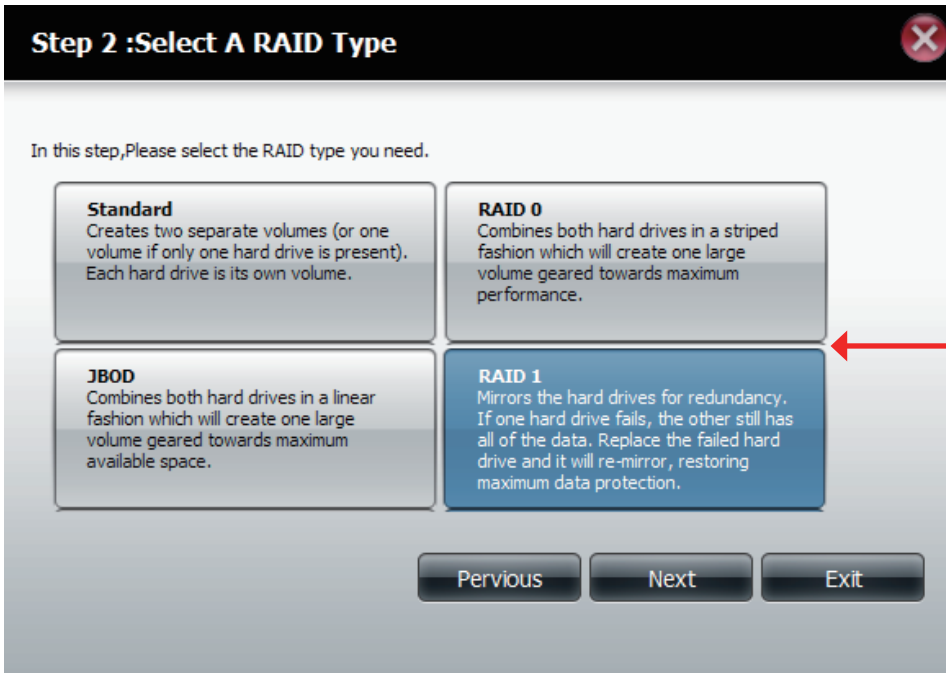 Step 2 :Select A RAID Type
In this step,Please select the RAID type you need.
Standard
Creates two separate volumes (or one
volume if only one hard drive is present).
Each hard drive is its own volume.
RAID 0
Combines both hard drives in a striped
fashion which will create one large
volume geared towards maximum
performance.
JBOD
Combines both hard drives in a linear
fashion which will create one large
volume geared towards maximum
available space.
RAID 1
Mirrors the hard drives for redundancy.
If one hard drive fails, the other still has
all of the data. Replace the failed hard
drive and it will re-mirror, restoring
maximum data protection.
Pervious
Next
Exit